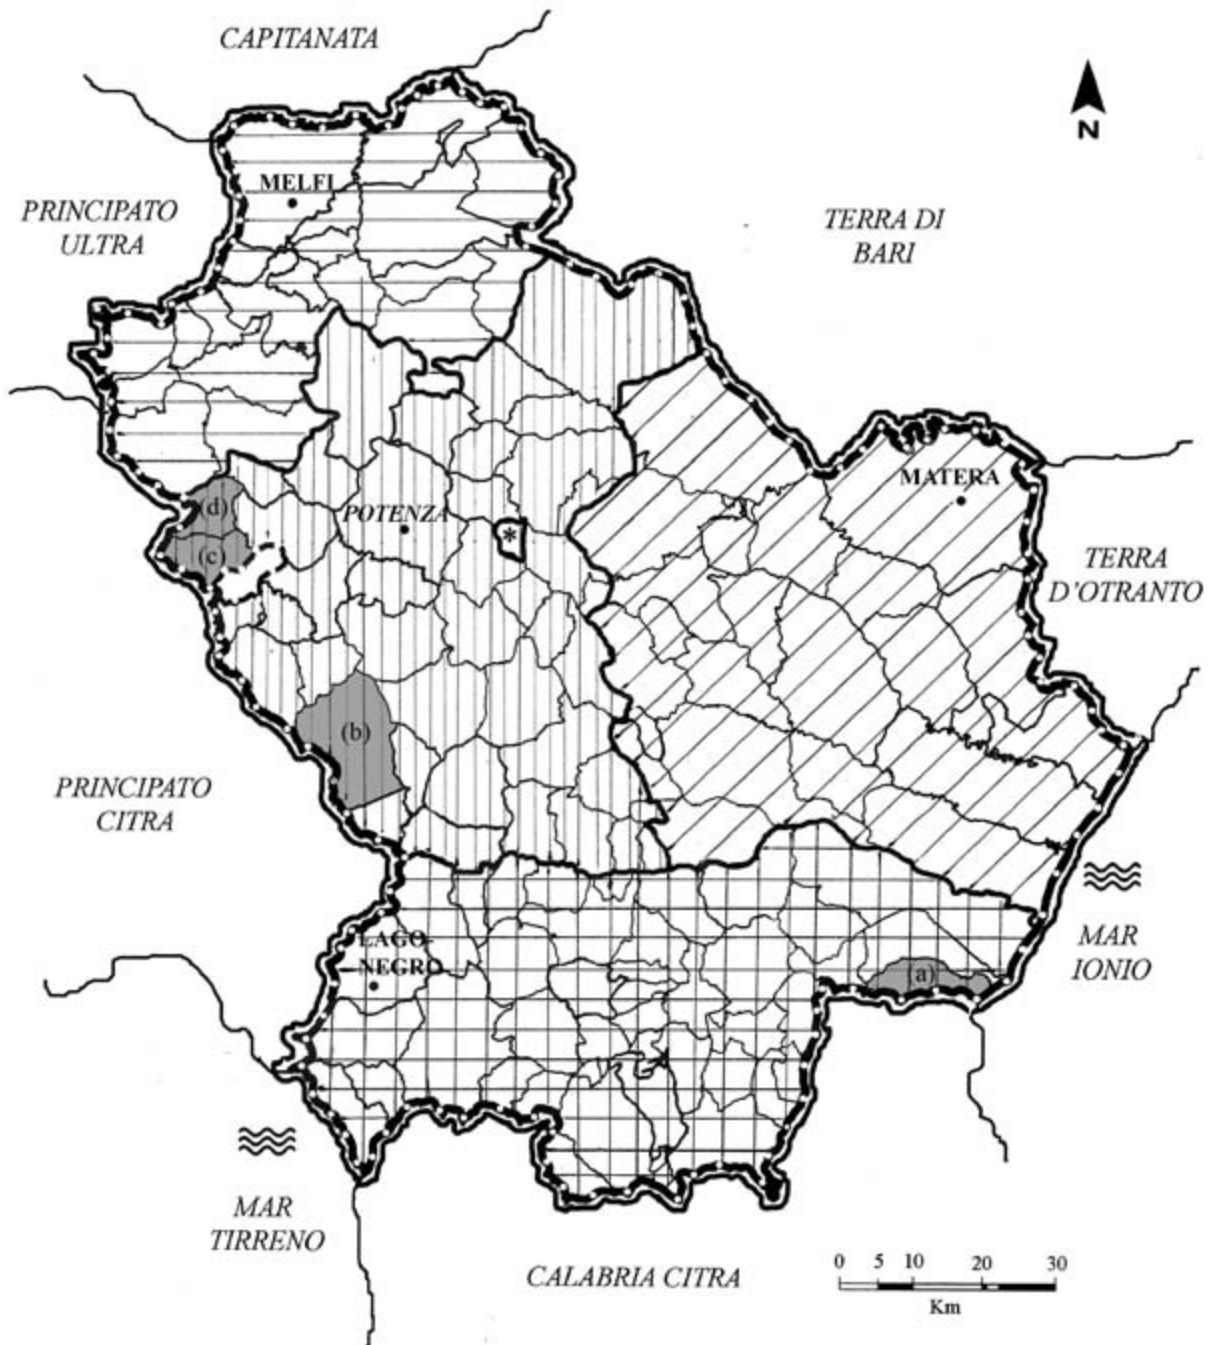 CAPITANATA
N
MELFI
PRINCIPATO
ULTRA
TERRA DI
BARI
MATERA
(d)
POTENZA
*
(c)
TERRA
D'OTRANTO
(b)
PRINCIPATO
CITRA
LAGO-
NEGRO
MAR
IONIO
(a)
MAR
TIRRENO
CALABRIA CITRA
0 5 10 20 30
Km